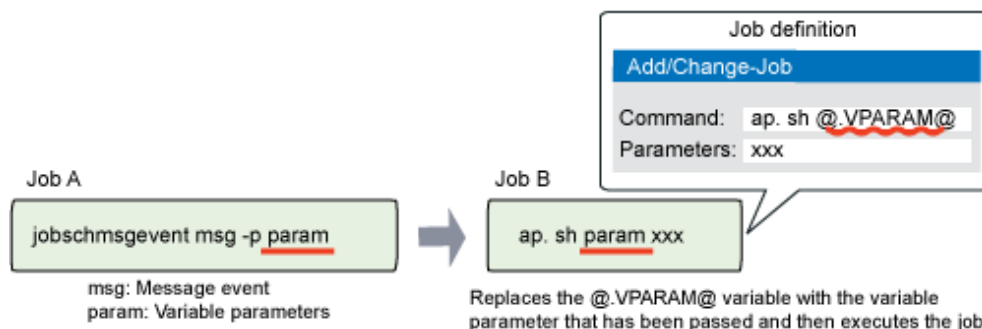 Job definition
Add/Change-Job
Command: ap. sh @.VPARAM@
Parameters: xxx
Job A
jobschmsgevent msg -p param
msg: Message event
param: Variable parameters
Job B
ap. sh param xxx
Replaces the @.VPARAM@ variable with the variable
parameter that has been passed and then executes the job